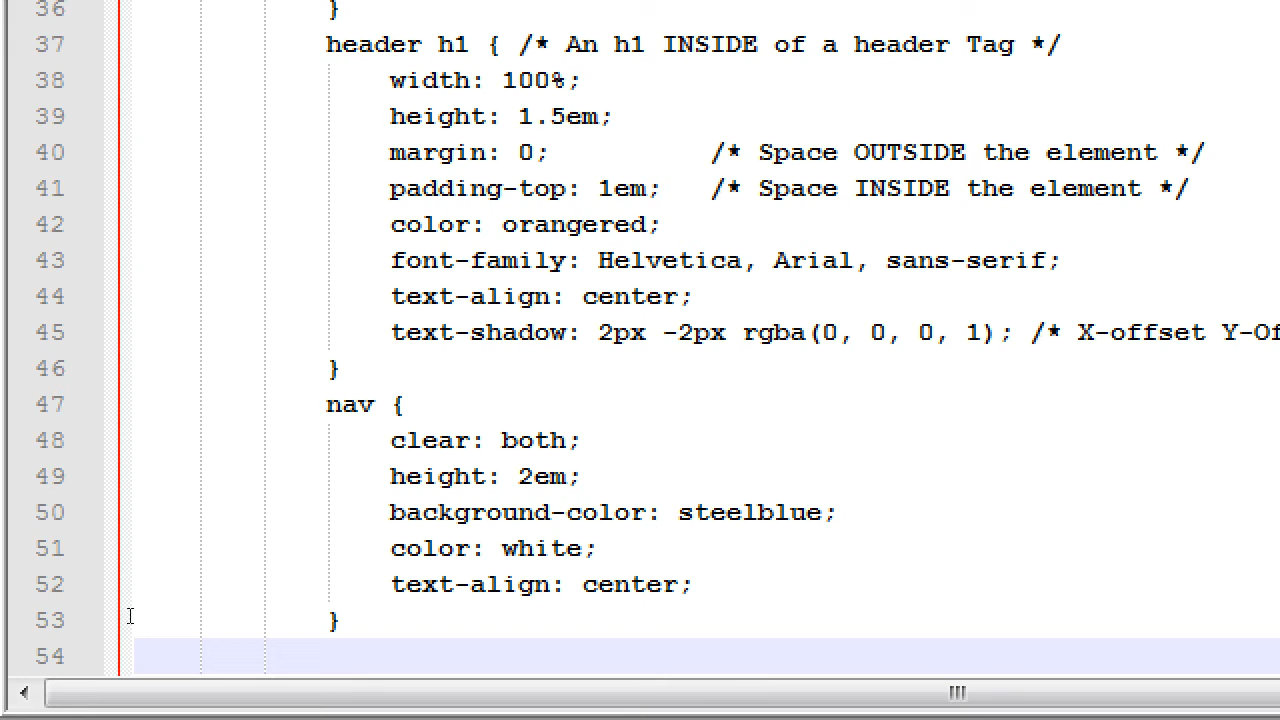 36 }
37 header h1 { /* An h1 INSIDE of a header Tag */
38 width: 100%;
39 height: 1.5em;
40 margin: 0; /* Space OUTSIDE the element */
41 padding-top: 1em; /* Space INSIDE the element */
42 color: orangered;
43 font-family: Helvetica, Arial, sans-serif;
44 text-align: center;
45 text-shadow: 2px -2px rgba(0, 0, 0, 1); /* X-offset
46 }
47 nav {
48 clear: both;
49 height: 2em;
50 background-color: steelblue;
51 color: white;
52 text-align: center;
53 }
54